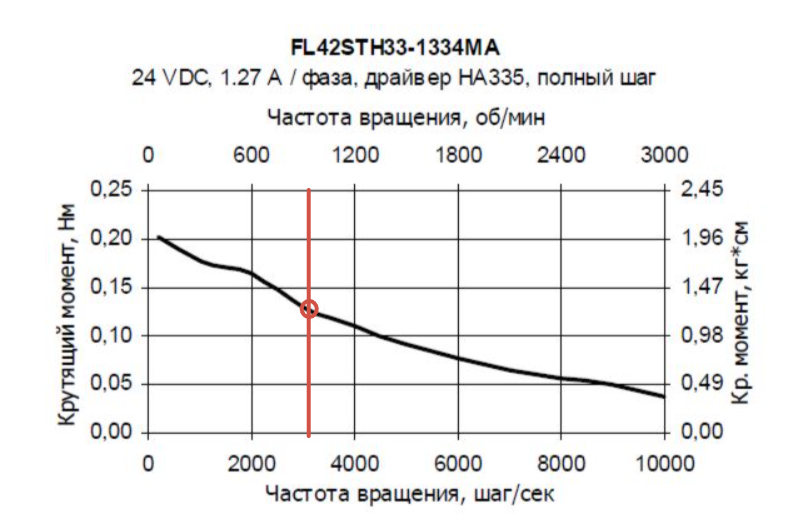 FL42STH33-1334MA
24 VDC, 1.27 А / фаза, драйвер HA335, полный шаг
Частота вращения, об/мин
0 600 1200 1800 2400 3000
Крутящий момент, Нм
0,25 2,45
0,20 1,96
0,15 1,47
0,10 0,98
0,05 0,49
0,00 0,00
Кр. момент, кг*см
0 2000 4000 6000 8000 10000
Частота вращения, шаг/сек